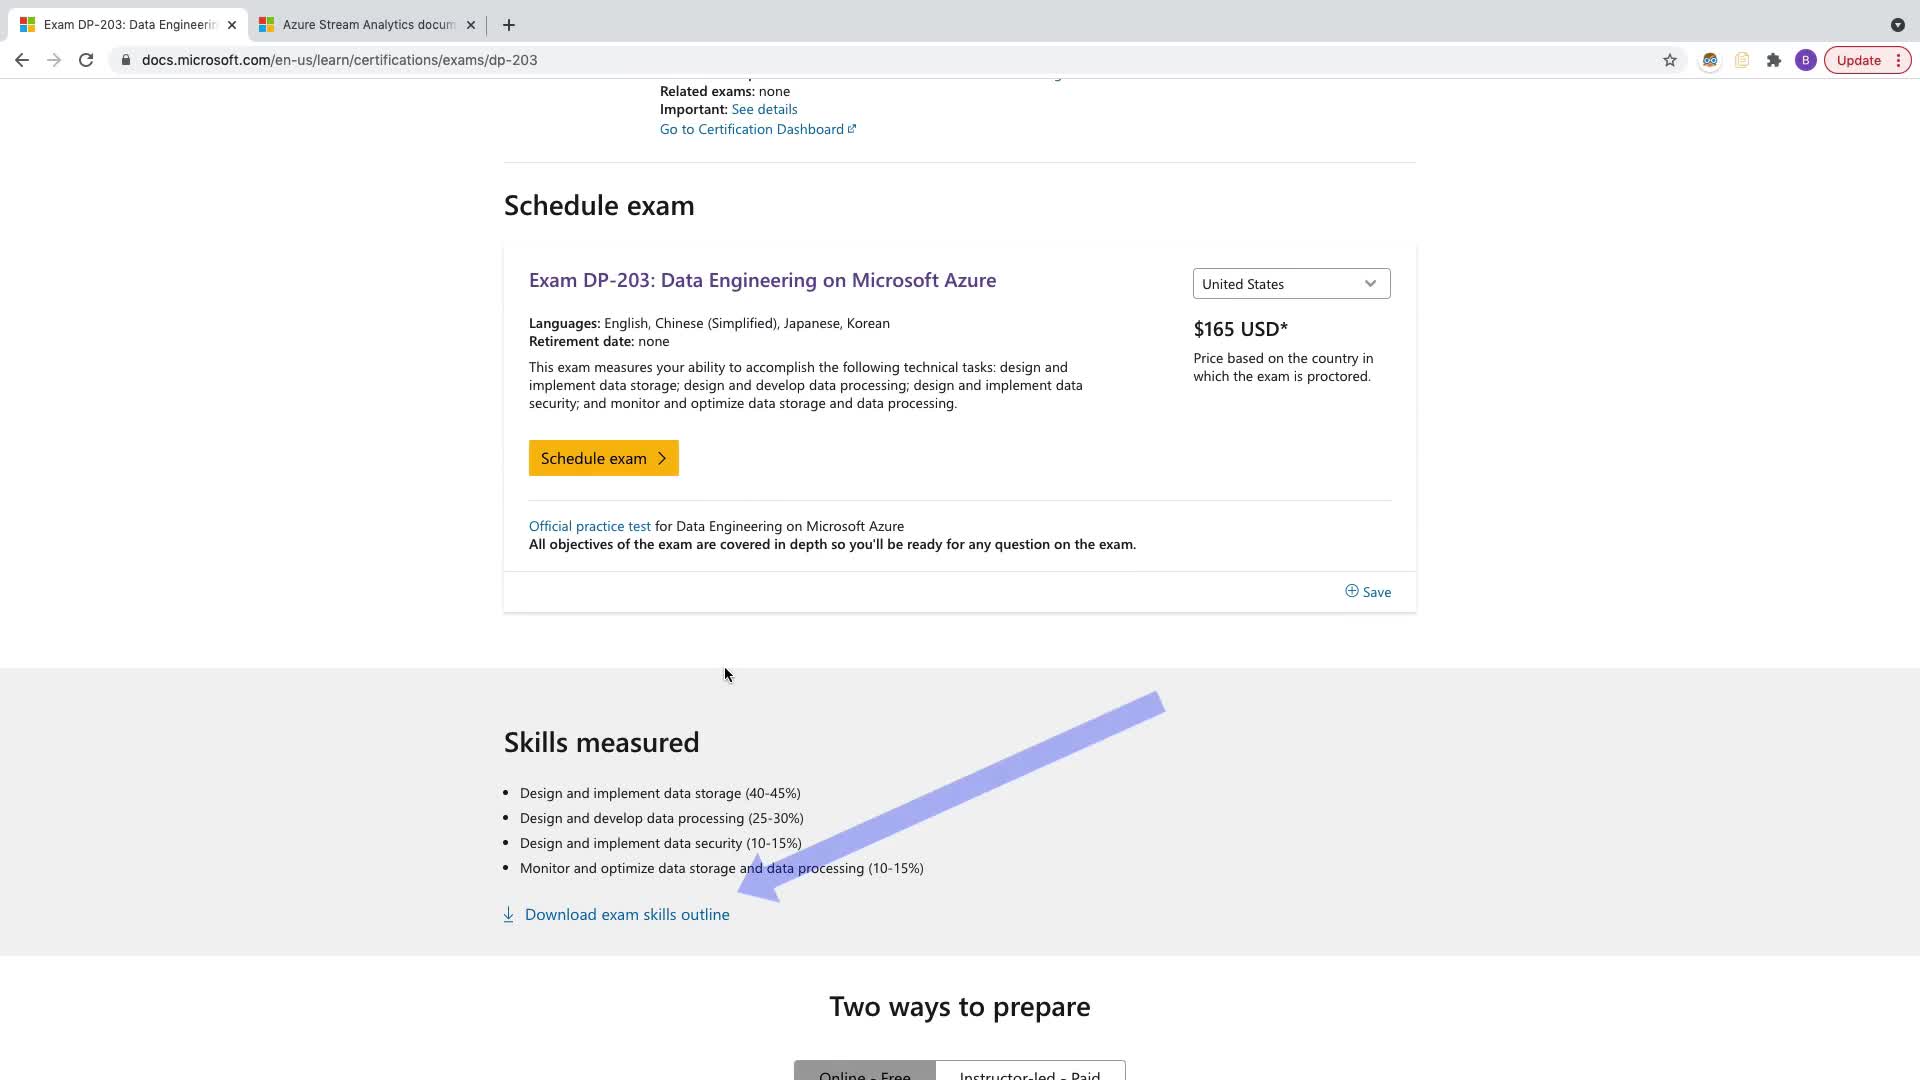 Exam DP-203: Data Engineerin
Azure Stream Analytics docum
docs.microsoft.com/en-us/learn/certifications/exams/dp-203
B
Update
Related exams: none
Important: See details
Go to Certification Dashboard
Schedule exam
Exam DP-203: Data Engineering on Microsoft Azure
United States
Languages: English, Chinese (Simplified), Japanese, Korean
$165 USD*
Retirement date: none
Price based on the country in
which the exam is proctored.
This exam measures your ability to accomplish the following technical tasks: design and
implement data storage; design and develop data processing; design and implement data
security; and monitor and optimize data storage and data processing.
Schedule exam
Official practice test for Data Engineering on Microsoft Azure
All objectives of the exam are covered in depth so you'll be ready for any question on the exam.
Save
Skills measured
• Design and implement data storage (40-45%)
• Design and develop data processing (25-30%)
• Design and implement data security (10-15%)
• Monitor and optimize data storage and data processing (10-15%)
Download exam skills outline
Two ways to prepare
Online - Free
Instructor-led - Paid